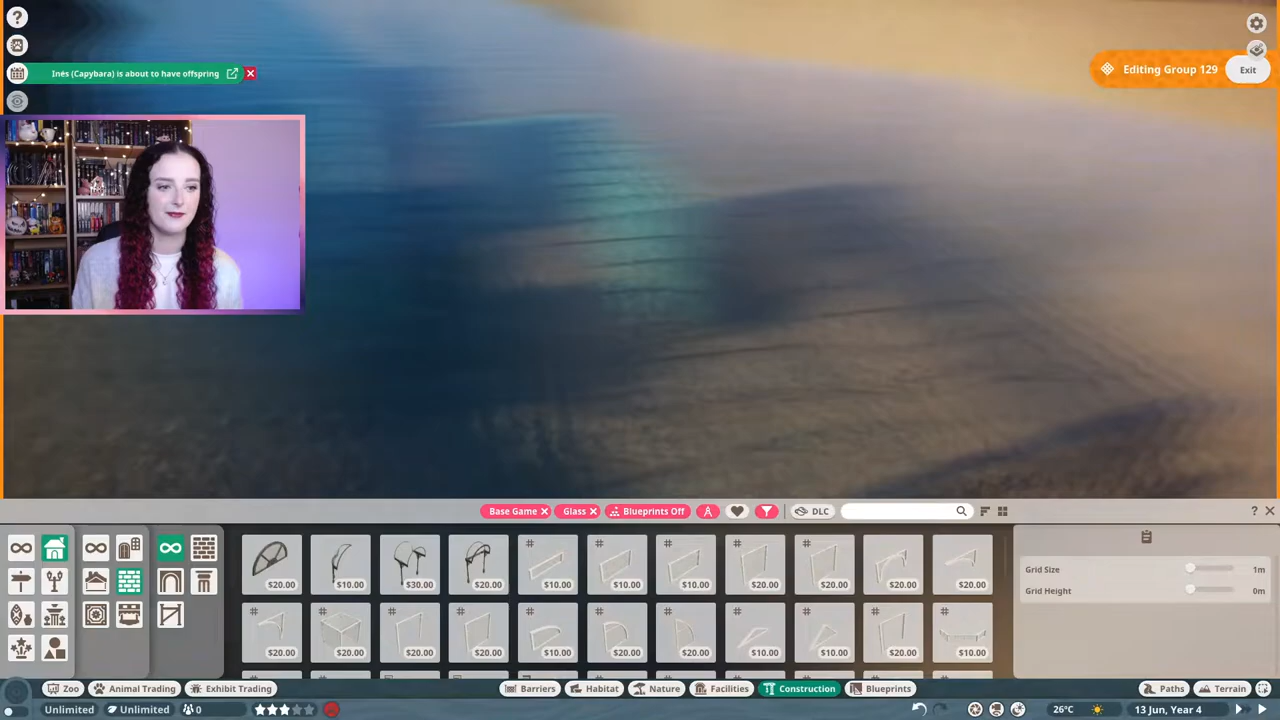 ?
Inés (Capybara) is about to have offspring
Editing Group 129
Exit
Base Game
Glass
Blueprints Off
DLC
?
$20.00 $10.00 $30.00 $20.00 $10.00 $10.00 $10.00 $20.00 $20.00 $20.00 $20.00
$20.00 $20.00 $20.00 $20.00 $10.00 $20.00 $20.00 $10.00 $10.00 $20.00 $10.00
Grid Size 1m
Grid Height 0m
Zoo Animal Trading Exhibit Trading Barriers Habitat Nature Facilities Construction Blueprints Paths Terrain
Unlimited Unlimited 0 26°C 13 Jun, Year 4